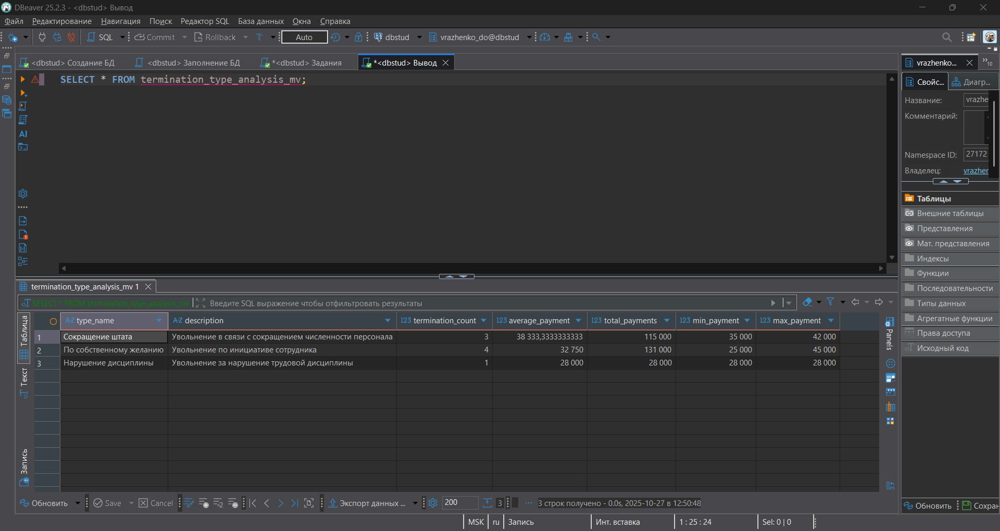 DBeaver 25.2.3 - <dbstud> Вывод
Файл Редактирование Навигация Поиск Редактор SQL База данных Окна Справка
SQL Commit Rollback Auto dbstud vrazhenko_do@dbstud
<dbstud> Создание БД <dbstud> Заполнение БД *<dbstud> Задания *<dbstud> Вывод
SELECT * FROM termination_type_analysis_mv;
AI
vrazhenko... 10
Свойс... Диагр...
Название: vrazhe
Комментарий:
Namespace ID: 27172
Владелец: vrazher
Таблицы
Внешние таблицы
Представления
Мат. представления
Индексы
Функции
Последовательности
Типы данных
Агрегатные функции
Права доступа
Исходный код
Обновить Сохран
termination_type_analysis_mv 1
SELECT * FROM termination_type_analysis_mv Введите SQL выражение чтобы отфильтровать результаты
Таблица
Текст
Запись
A-Z type_name A-Z description 123 termination_count 123 average_payment 123 total_payments 123 min_payment 123 max_payment
1 Сокращение штата Увольнение в связи с сокращением численности персонала 3 38 333,3333333333 115 000 35 000 42 000
2 По собственному желанию Увольнение по инициативе сотрудника 4 32 750 131 000 25 000 45 000
3 Нарушение дисциплины Увольнение за нарушение трудовой дисциплины 1 28 000 28 000 28 000 28 000
Panels
Обновить Save Cancel Экспорт данных ... 200 3 ... 3 строк получено - 0.0s, 2025-10-27 в 12:50:48
MSK ru Запись Инт. вставка 1 : 25 : 24 Sel: 0 | 0